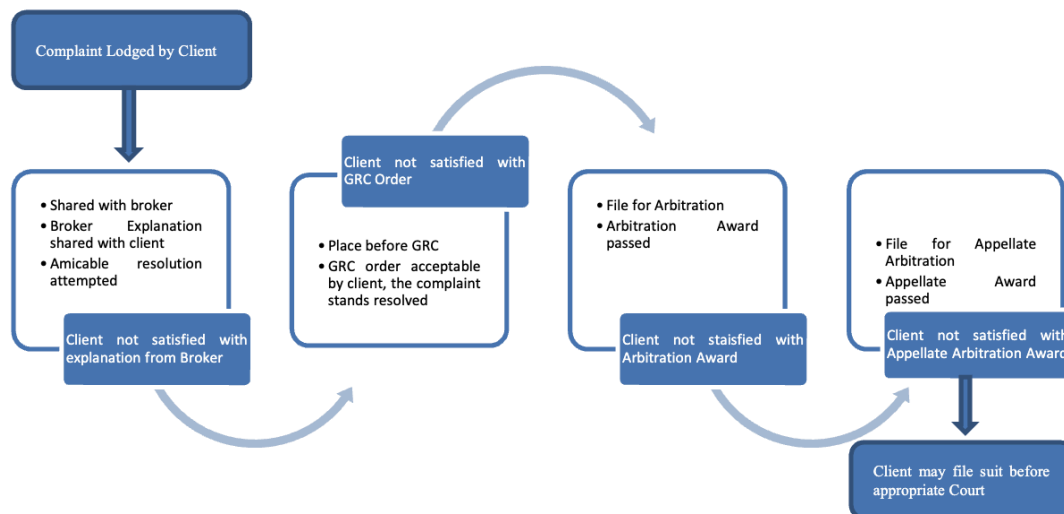 Complaint Lodged by Client
• Shared with broker
• Broker Explanation
shared with client
• Amicable resolution
attempted
Client not satisfied with
explanation from Broker
Client not satisfied with
GRC Order
• Place before GRC
• GRC order acceptable
by client, the complaint
stands resolved
• File for Arbitration
• Arbitration Award
passed
Client not staisfied with
Arbitration Award
• File for Appellate
Arbitration
• Appellate Award
passed
Client not satisfied with
Appellate Arbitration Award
Client may file suit before
appropriate Court